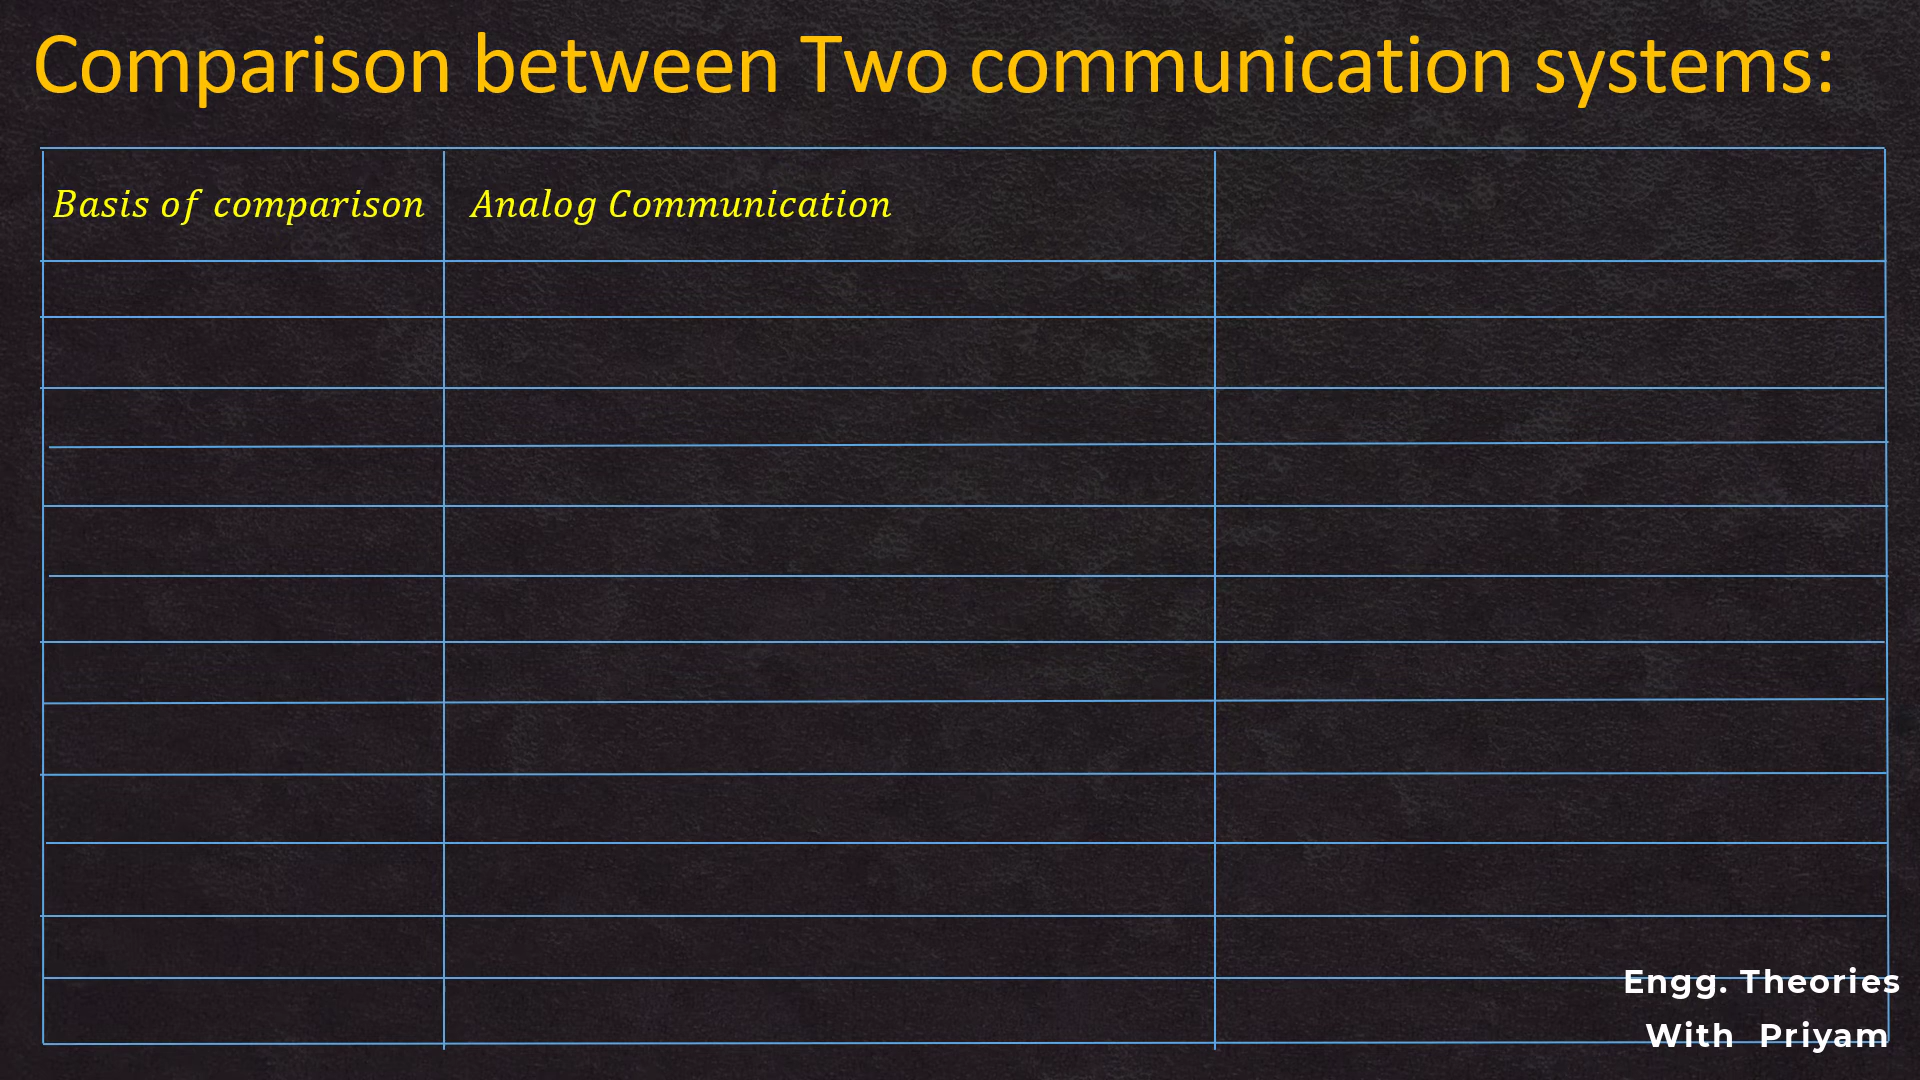 Comparison between Two communication systems:
Basis of comparison
Analog Communication
Engg. Theories
With Priyam